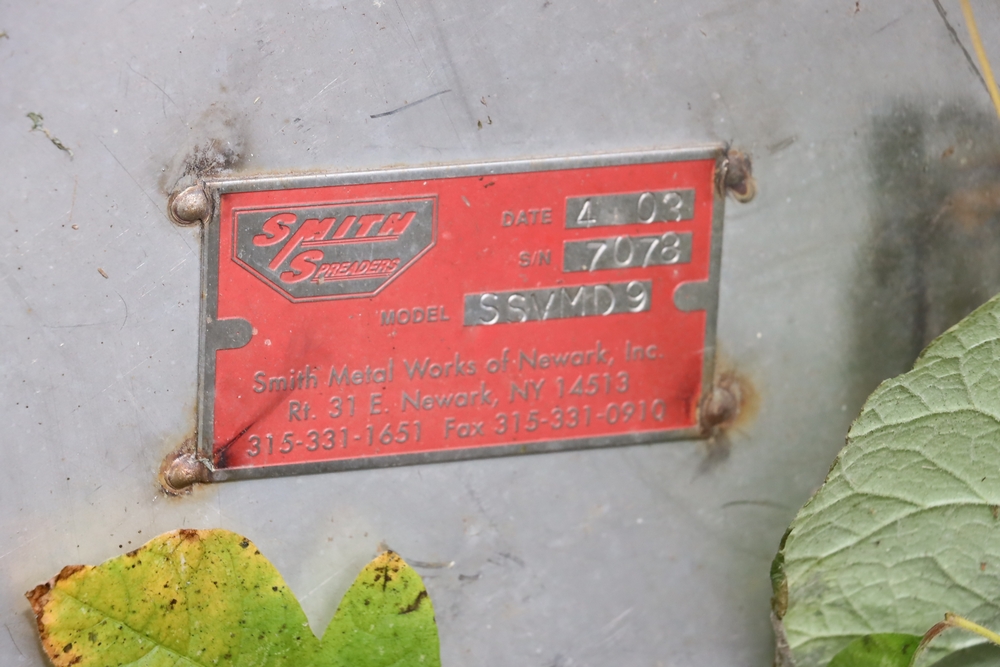 SMITH
SPREADERS
DATE 4 03
S/N 7078
MODEL SSVMD9
Smith Metal Works of Newark, Inc.
Rt. 31 E. Newark, NY 14513
315-331-1651 Fax 315-331-0910